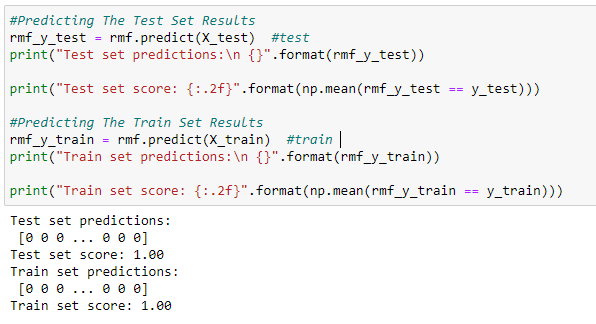 #Predicting The Test Set Results
rmf_y_test = rmf.predict(X_test)  #test
print("Test set predictions:\n {}".format(rmf_y_test))
print("Test set score: {:.2f}".format(np.mean(rmf_y_test == y_test)))
#Predicting The Train Set Results
rmf_y_train = rmf.predict(X_train)  #train
print("Train set predictions:\n {}".format(rmf_y_train))
print("Train set score: {:.2f}".format(np.mean(rmf_y_train == y_train)))
Test set predictions:
 [0 0 0 ... 0 0 0]
Test set score: 1.00
Train set predictions:
 [0 0 0 ... 0 0 0]
Train set score: 1.00